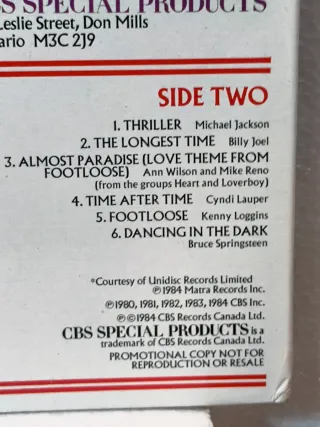 CBS SPECIAL PRODUCTS
Leslie Street, Don Mills
M3C 2J9
SIDE TWO
1. THRILLER Michael Jackson
2. THE LONGEST TIME Billy Joel
3. ALMOST PARADISE (LOVE THEME FROM
FOOTLOOSE) Ann Wilson and Mike Reno
(from the groups Heart and Loverboy)
4. TIME AFTER TIME Cyndi Lauper
5. FOOTLOOSE Kenny Loggins
6. DANCING IN THE DARK
Bruce Springsteen
*Courtesy of Unidisc Records Limited
℗1984 Matra Records Inc.
℗1980, 1981, 1982, 1983, 1984 CBS Inc.
℗©1984 CBS Records Canada Ltd.
CBS SPECIAL PRODUCTS is a
trademark of CBS Records Canada Ltd.
PROMOTIONAL COPY NOT FOR
REPRODUCTION OR RESALE